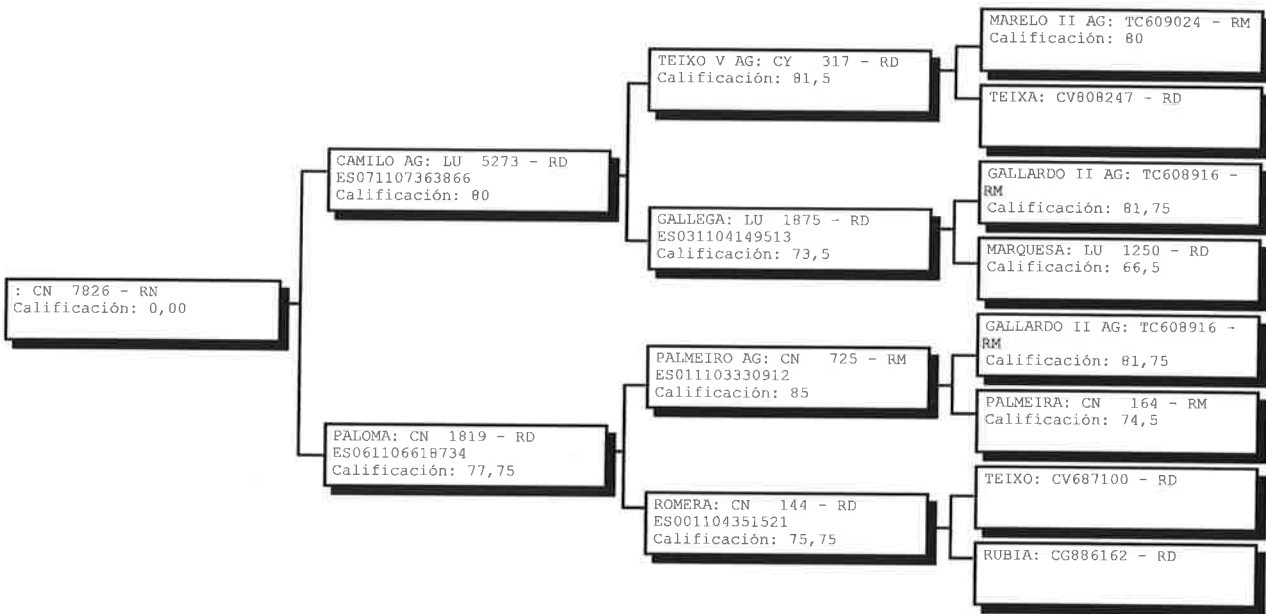 : CN 7826 - RN
Calificación: 0,00
CAMILO AG: LU 5273 - RD
ES071107363866
Calificación: 80
PALOMA: CN 1819 - RD
ES061106618734
Calificación: 77,75
TEIXO V AG: CY 317 - RD
Calificación: 81,5
GALLEGA: LU 1875 - RD
ES031104149513
Calificación: 73,5
PALMEIRO AG: CN 725 - RM
ES011103330912
Calificación: 85
ROMERA: CN 144 - RD
ES001104351521
Calificación: 75,75
MARELO II AG: TC609024 - RM
Calificación: 80
TEIXA: CV808247 - RD
GALLARDO II AG: TC608916 -
RM
Calificación: 81,75
MARQUESA: LU 1250 - RD
Calificación: 66,5
GALLARDO II AG: TC608916 -
RM
Calificación: 81,75
PALMEIRA: CN 164 - RM
Calificación: 74,5
TEIXO: CV687100 - RD
RUBIA: CG886162 - RD